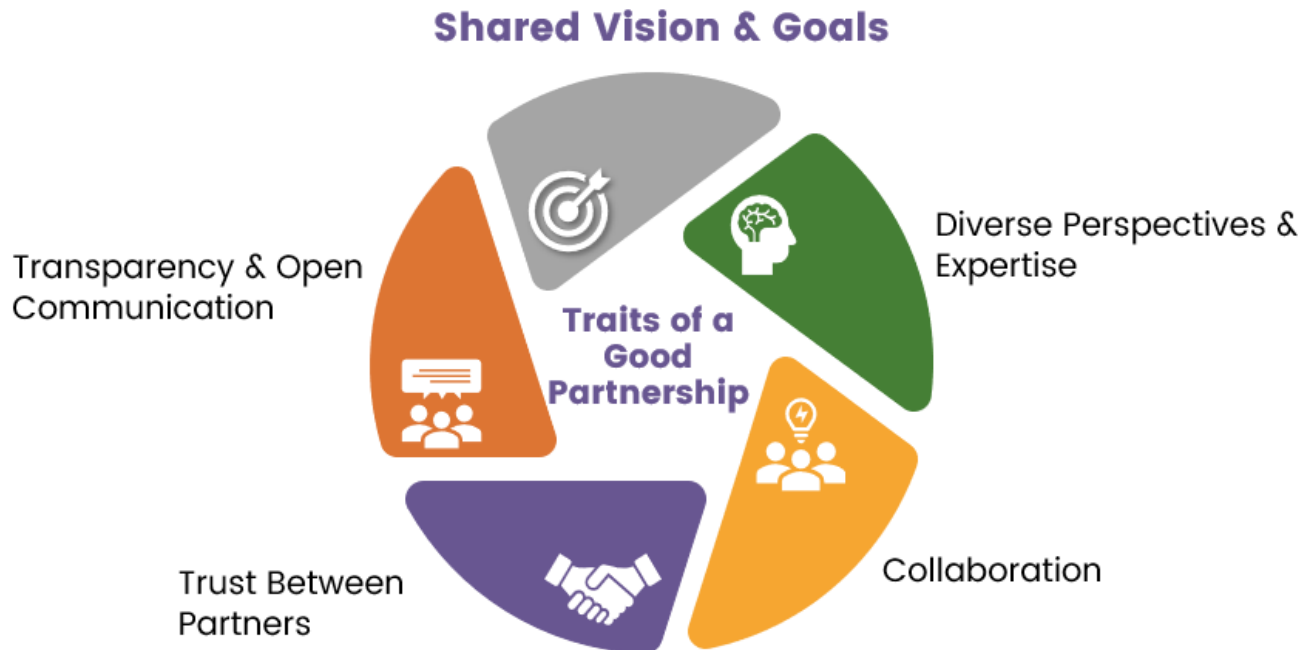 Shared Vision & Goals
Diverse Perspectives &
Expertise
Transparency & Open
Communication
Traits of a
Good
Partnership
Collaboration
Trust Between
Partners